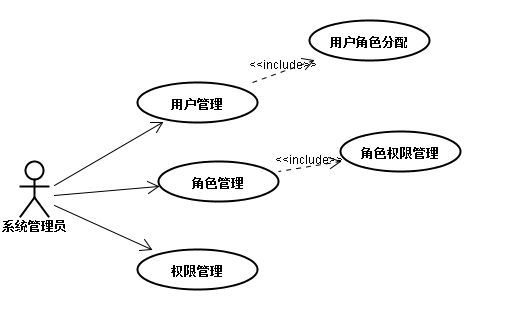 用户角色分配
<<include>>
用户管理
角色权限管理
<<include>>
角色管理
系统管理员
权限管理